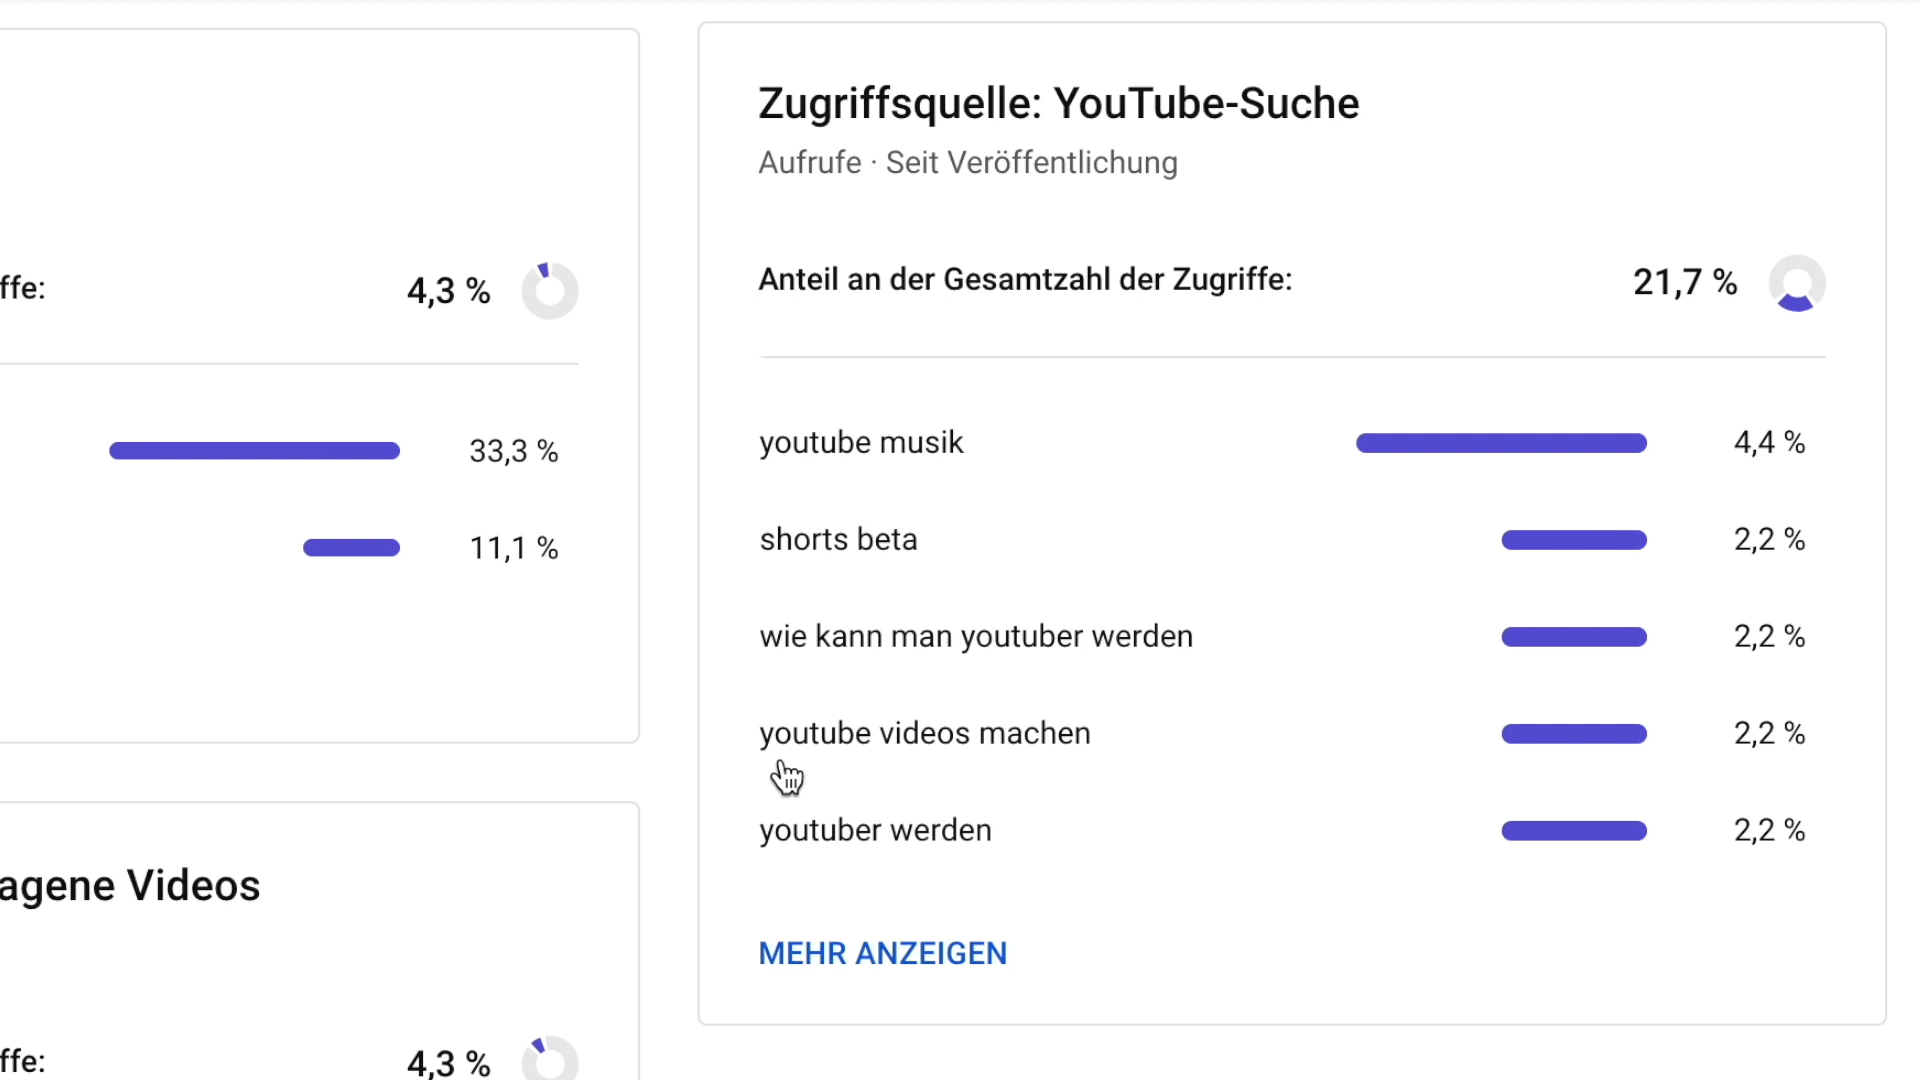 ffe:
4,3 %
33,3 %
11,1 %
agene Videos
ffe:
4,3 %
Zugriffsquelle: YouTube-Suche
Aufrufe · Seit Veröffentlichung
Anteil an der Gesamtzahl der Zugriffe: 21,7 %
youtube musik 4,4 %
shorts beta 2,2 %
wie kann man youtuber werden 2,2 %
youtube videos machen 2,2 %
youtuber werden 2,2 %
MEHR ANZEIGEN